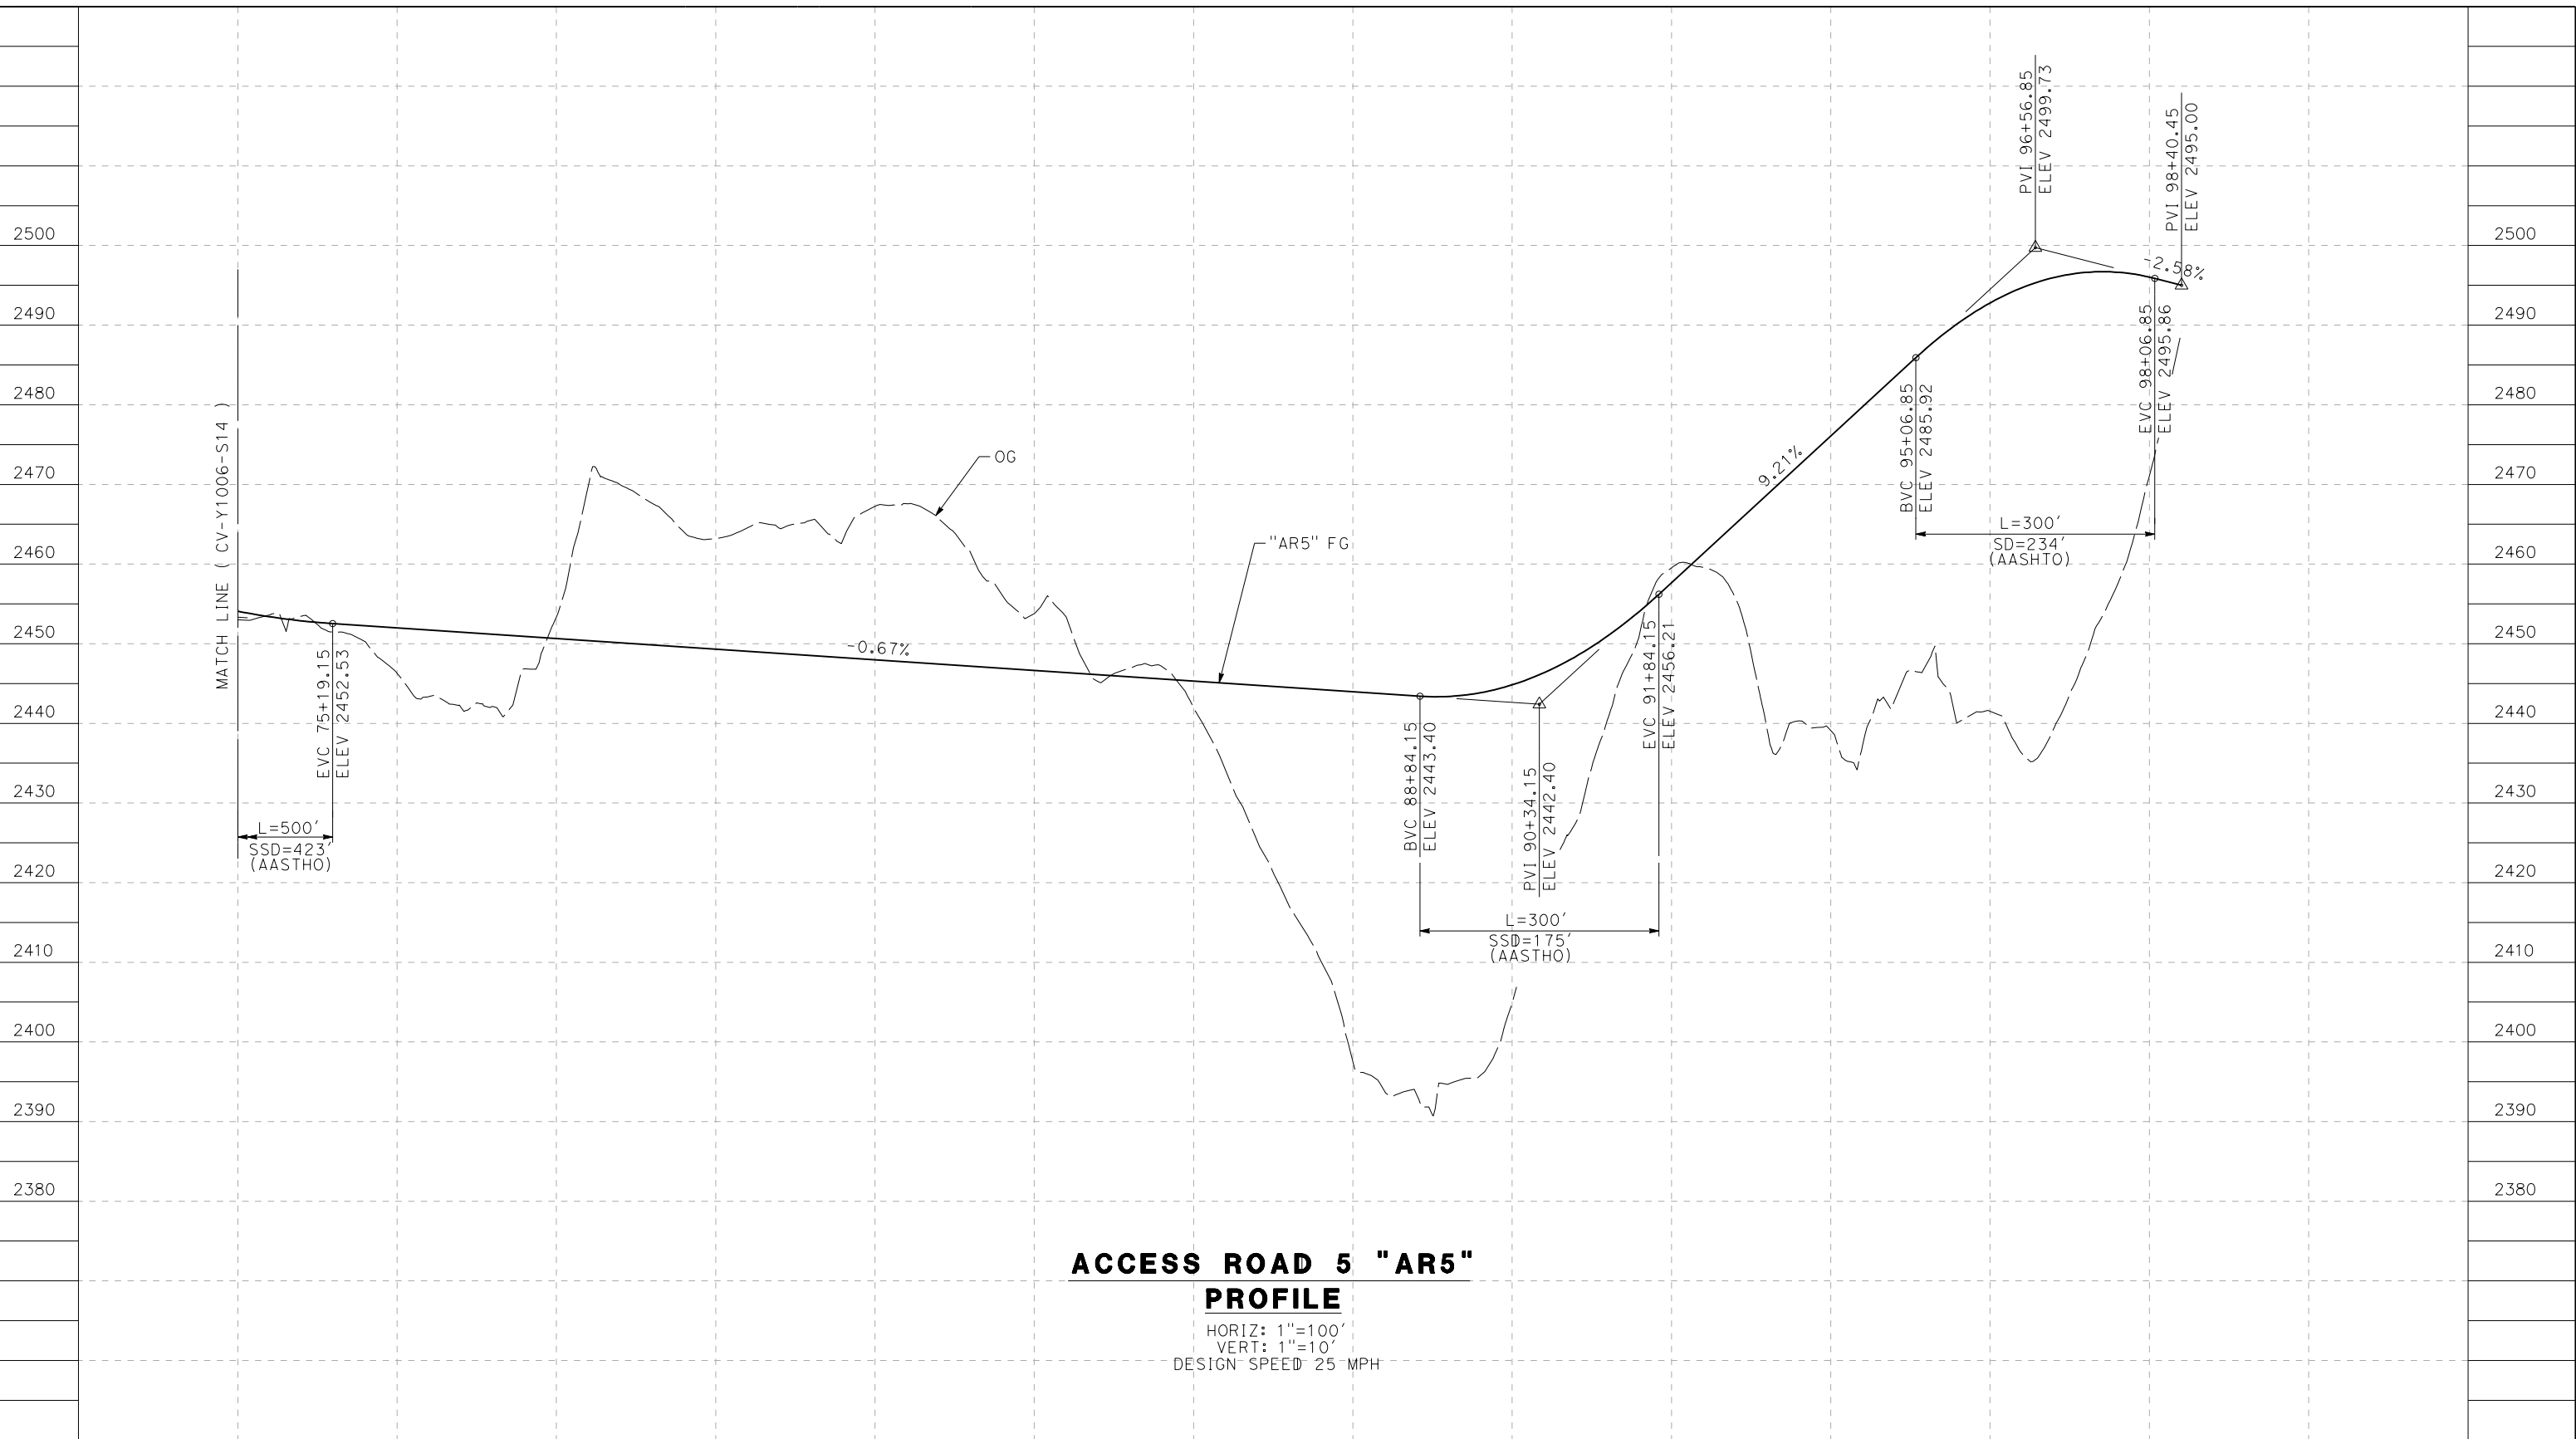 2500
2490
2480
2470
2460
2450
2440
2430
2420
2410
2400
2390
2380
MATCH LINE ( CV-Y1006-S14 )
L=500'
SSD=423'
(AASTHO)
EVC 75+19.15
ELEV 2452.53
-0.67%
OG
"AR5" FG
BVC 88+84.15
ELEV 2443.40
PVI 90+34.15
ELEV 2442.40
EVC 91+84.15
ELEV 2456.21
L=300'
SSD=175'
(AASTHO)
9.21%
BVC 95+06.85
ELEV 2485.92
PVI 96+56.85
ELEV 2499.73
L=300'
SD=234'
(AASHTO)
EVC 98+06.85
ELEV 2495.86
-2.58%
PVI 98+40.45
ELEV 2495.00
2500
2490
2480
2470
2460
2450
2440
2430
2420
2410
2400
2390
2380
ACCESS ROAD 5 "AR5"
PROFILE
HORIZ: 1"=100'
VERT: 1"=10'
DESIGN SPEED 25 MPH